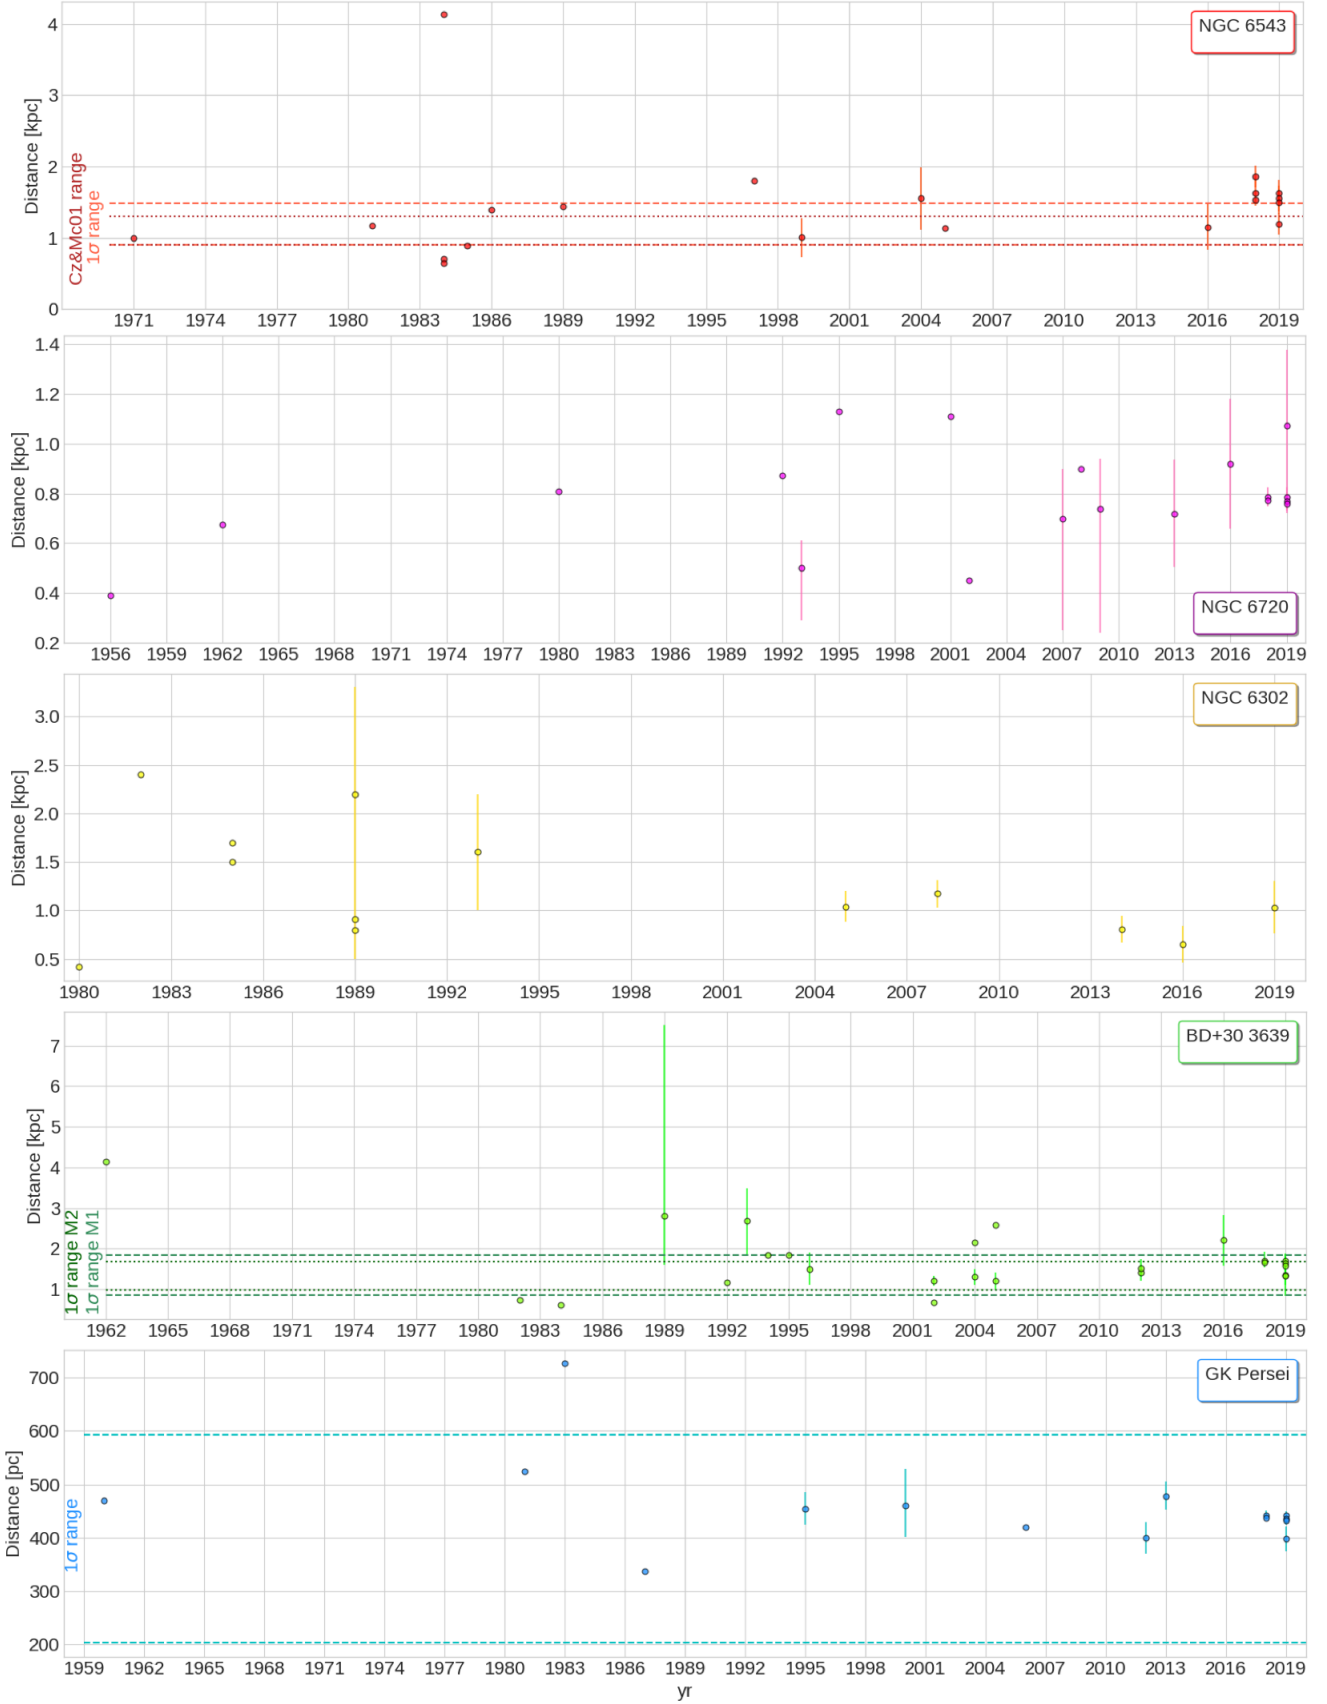 NGC 6543
4
3
2
1
0
Distance [kpc]
Cz&Mc01 range
1σ range
1971 1974 1977 1980 1983 1986 1989 1992 1995 1998 2001 2004 2007 2010 2013 2016 2019
1.4
1.2
1.0
0.8
0.6
0.4
0.2
Distance [kpc]
NGC 6720
1956 1959 1962 1965 1968 1971 1974 1977 1980 1983 1986 1989 1992 1995 1998 2001 2004 2007 2010 2013 2016 2019
NGC 6302
3.0
2.5
2.0
1.5
1.0
0.5
Distance [kpc]
1980 1983 1986 1989 1992 1995 1998 2001 2004 2007 2010 2013 2016 2019
BD+30 3639
7
6
5
4
3
2
1
Distance [kpc]
1σ range M2
1σ range M1
1962 1965 1968 1971 1974 1977 1980 1983 1986 1989 1992 1995 1998 2001 2004 2007 2010 2013 2016 2019
GK Persei
700
600
500
400
300
200
Distance [pc]
1σ range
1959 1962 1965 1968 1971 1974 1977 1980 1983 1986 1989 1992 1995 1998 2001 2004 2007 2010 2013 2016 2019
yr